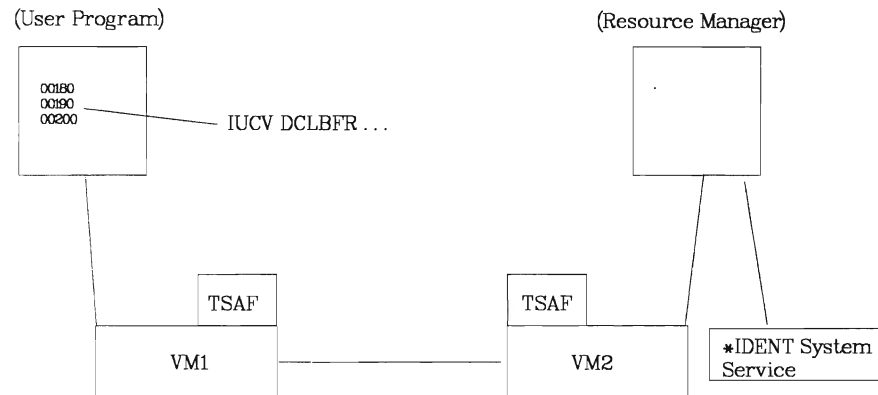 (User Program)
(Resource Manager)
00180
00190
00200
IUCV DCLBFR ...
TSAF
TSAF
VM1
VM2
*IDENT System
Service